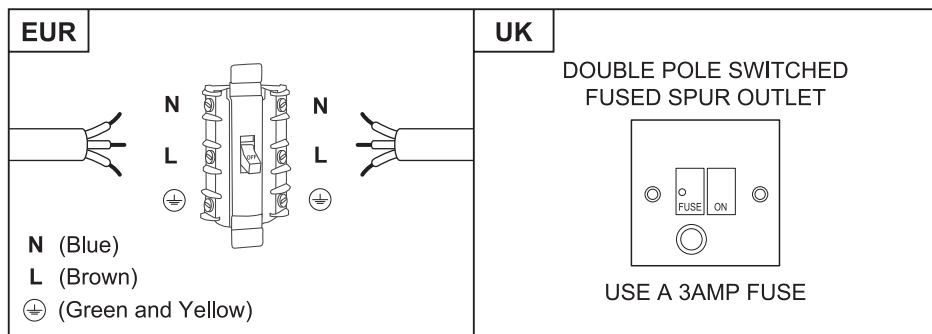 EUR
N
N
L
OFF
L
N (Blue)
L (Brown)
(Green and Yellow)
UK
DOUBLE POLE SWITCHED
FUSED SPUR OUTLET
FUSE ON
USE A 3AMP FUSE